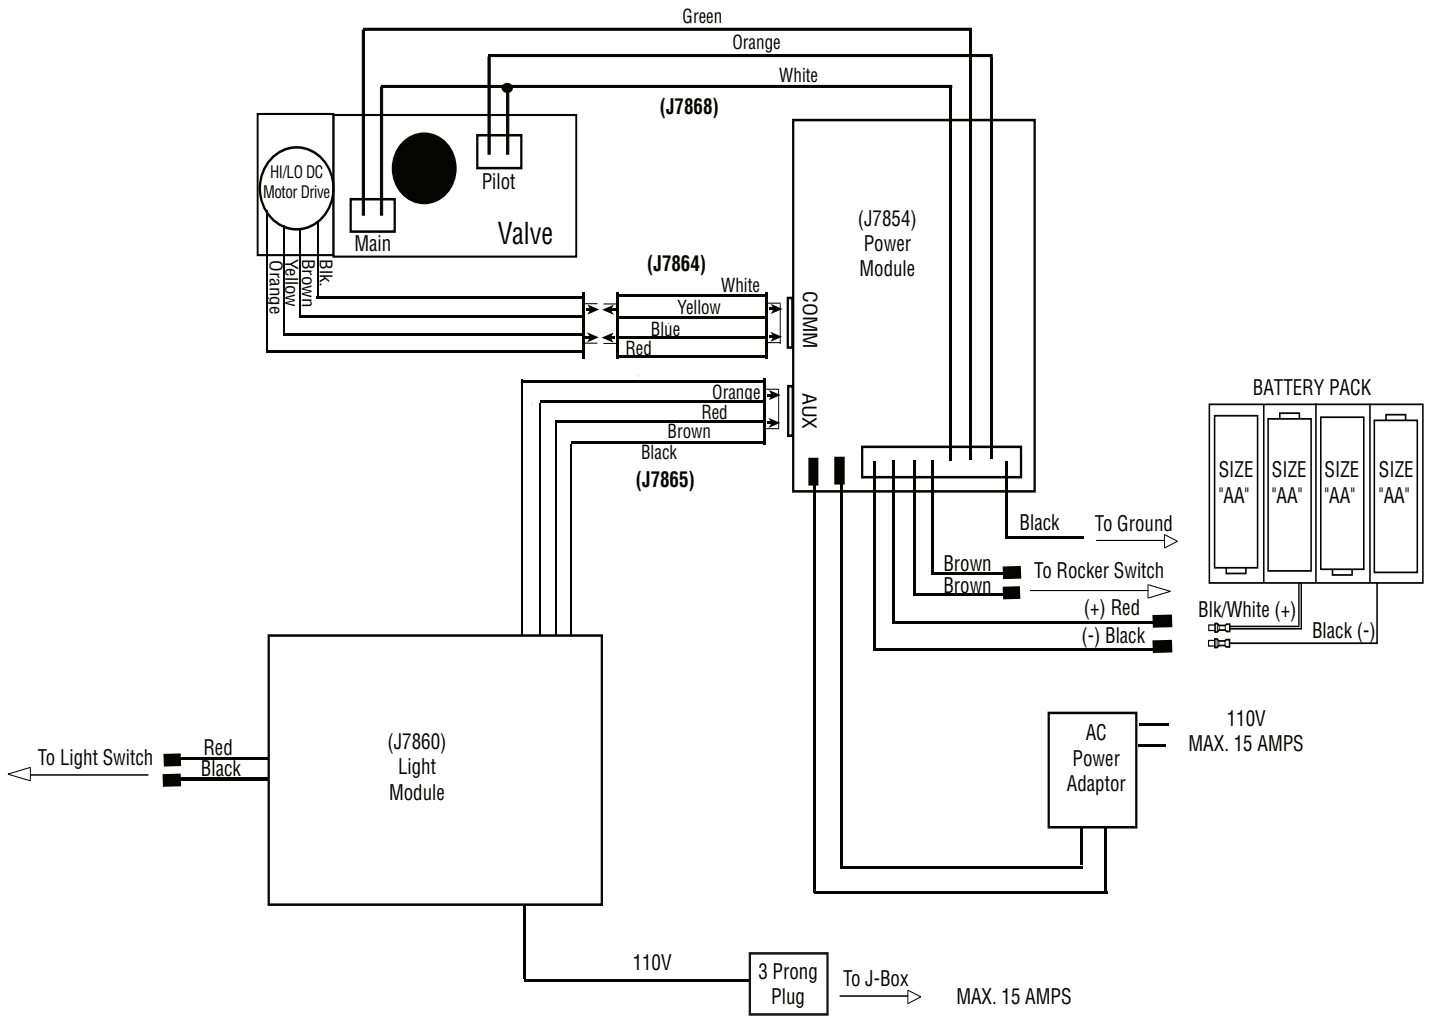 Green
Orange
White
(J7868)
HI/LO DC
Motor Drive
Pilot
Main
Valve
(J7854)
Power
Module
Orange
Yellow
Brown
Blk.
(J7864)
White
Yellow
Blue
Red
COMM
Orange
Red
Brown
Black
(J7865)
AUX
BATTERY PACK
SIZE
"AA"
SIZE
"AA"
SIZE
"AA"
SIZE
"AA"
Black
To Ground
Brown
Brown
To Rocker Switch
(+) Red
(-) Black
Blk/White (+)
Black (-)
To Light Switch
Red
Black
(J7860)
Light
Module
AC
Power
Adaptor
110V
MAX. 15 AMPS
110V
3 Prong
Plug
To J-Box
MAX. 15 AMPS